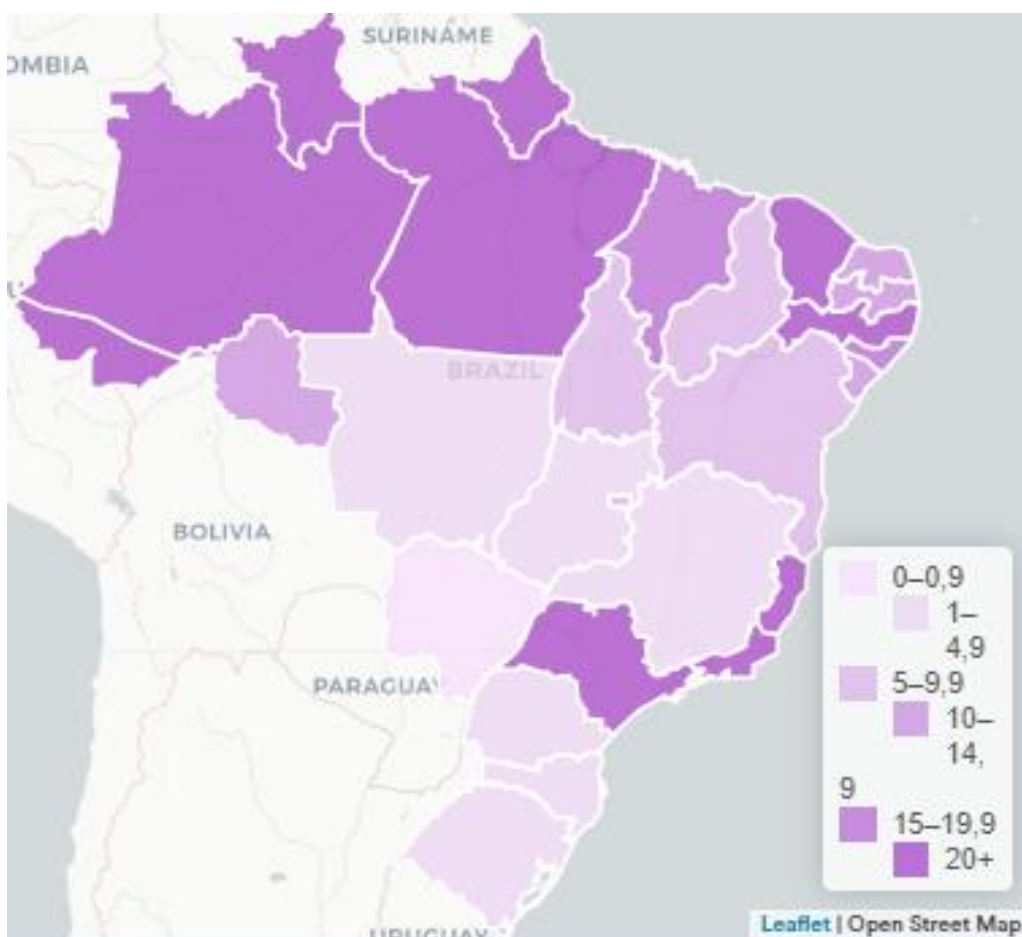 SURINAME
OMBIA
BRAZIL
BOLIVIA
PARAGUAY
URUGUAY
0–0,9
1–
4,9
5–9,9
10–
14,
9
15–19,9
20+
Leaflet | Open Street Map